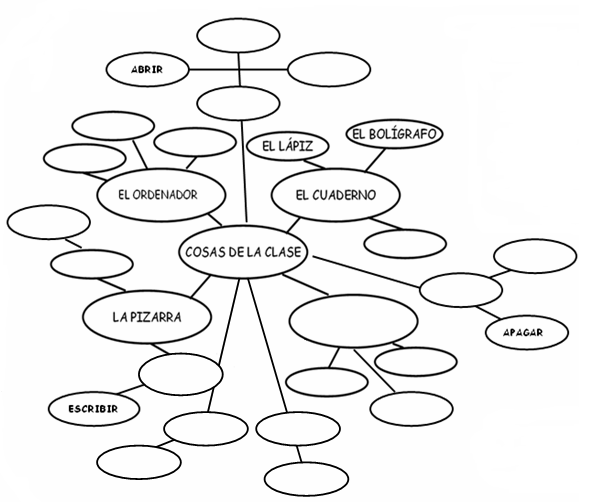 ABRIR
EL LÁPIZ
EL BOLÍGRAFO
EL ORDENADOR
EL CUADERNO
COSAS DE LA CLASE
LA PIZARRA
APAGAR
ESCRIBIR